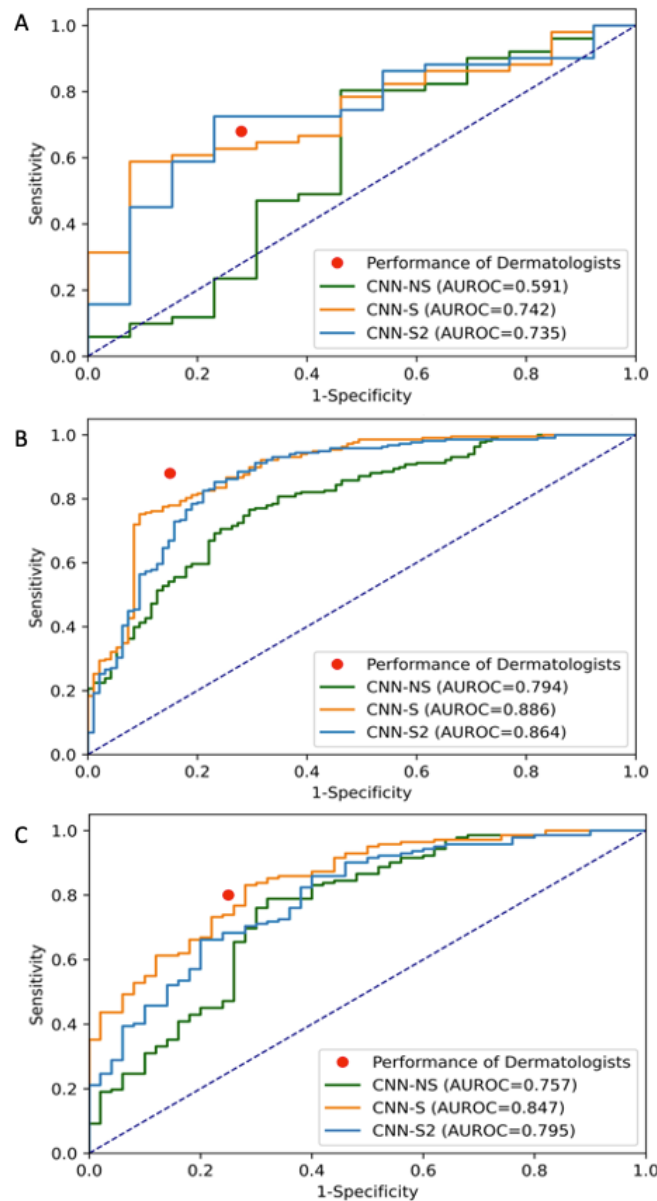 A
1.0
0.8
0.6
0.4
0.2
0.0
Sensitivity
Performance of Dermatologists
CNN-NS (AUROC=0.591)
CNN-S (AUROC=0.742)
CNN-S2 (AUROC=0.735)
0.0 0.2 0.4 0.6 0.8 1.0
1-Specificity
B
1.0
0.8
0.6
0.4
0.2
0.0
Sensitivity
Performance of Dermatologists
CNN-NS (AUROC=0.794)
CNN-S (AUROC=0.886)
CNN-S2 (AUROC=0.864)
0.0 0.2 0.4 0.6 0.8 1.0
1-Specificity
C
1.0
0.8
0.6
0.4
0.2
0.0
Sensitivity
Performance of Dermatologists
CNN-NS (AUROC=0.757)
CNN-S (AUROC=0.847)
CNN-S2 (AUROC=0.795)
0.0 0.2 0.4 0.6 0.8 1.0
1-Specificity